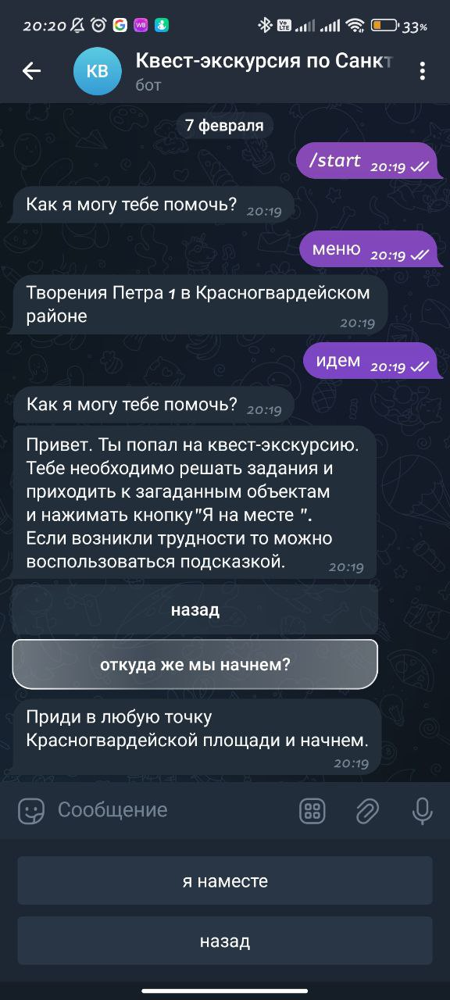 20:20
33%
КВ
Квест-экскурсия по Санкт
бот
7 февраля
/start 20:19
Как я могу тебе помочь? 20:19
меню 20:19
Творения Петра 1 в Красногвардейском
районе 20:19
идем 20:19
Как я могу тебе помочь? 20:19
Привет. Ты попал на квест-экскурсию.
Тебе необходимо решать задания и
приходить к загаданным объектам
и нажимать кнопку"Я на месте ".
Если возникли трудности то можно
воспользоваться подсказкой. 20:19
назад
откуда же мы начнем?
Приди в любую точку
Красногвардейской площади и начнем.
20:19
Сообщение
я наместе
назад